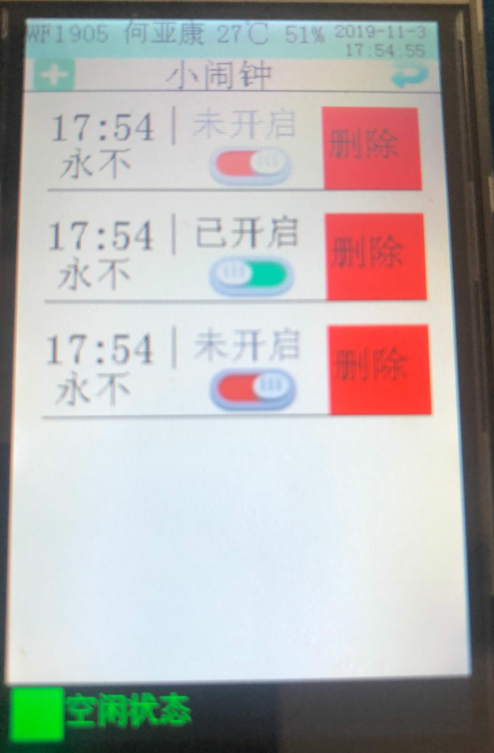 WF1905 何亚康 27℃ 51% 2019-11-3
17:54:55
小闹钟
17:54 未开启 删除
永不
17:54 已开启 删除
永不
17:54 未开启 删除
永不
空闲状态